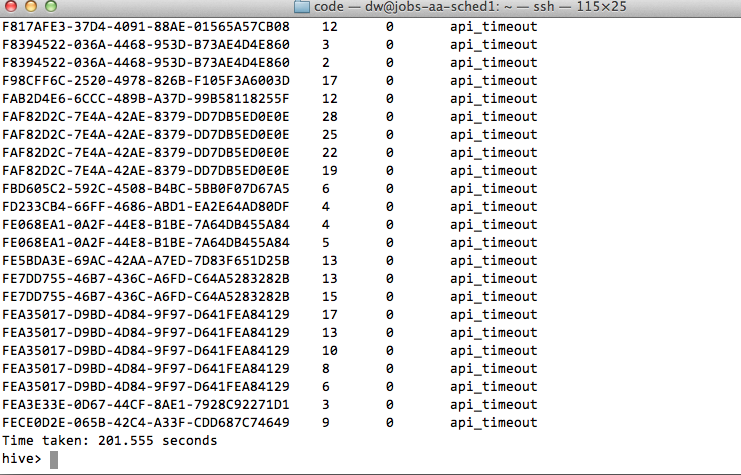 code — dw@jobs-aa-sched1: ~ — ssh — 115×25
F817AFE3-37D4-4091-88AE-01565A57CB08 12 0 api_timeout
F8394522-036A-4468-953D-B73AE4D4E860 3 0 api_timeout
F8394522-036A-4468-953D-B73AE4D4E860 2 0 api_timeout
F98CFF6C-2520-4978-826B-F105F3A6003D 17 0 api_timeout
FAB2D4E6-6CCC-489B-A37D-99B58118255F 12 0 api_timeout
FAF82D2C-7E4A-42AE-8379-DD7DB5ED0E0E 28 0 api_timeout
FAF82D2C-7E4A-42AE-8379-DD7DB5ED0E0E 25 0 api_timeout
FAF82D2C-7E4A-42AE-8379-DD7DB5ED0E0E 22 0 api_timeout
FAF82D2C-7E4A-42AE-8379-DD7DB5ED0E0E 19 0 api_timeout
FBD605C2-592C-4508-B4BC-5BB0F07D67A5 6 0 api_timeout
FD233CB4-66FF-4686-ABD1-EA2E64AD80DF 4 0 api_timeout
FE068EA1-0A2F-44E8-B1BE-7A64DB455A84 4 0 api_timeout
FE068EA1-0A2F-44E8-B1BE-7A64DB455A84 5 0 api_timeout
FE5BDA3E-69AC-42AA-A7ED-7D83F651D25B 13 0 api_timeout
FE7DD755-46B7-436C-A6FD-C64A5283282B 13 0 api_timeout
FE7DD755-46B7-436C-A6FD-C64A5283282B 15 0 api_timeout
FEA35017-D9BD-4D84-9F97-D641FEA84129 17 0 api_timeout
FEA35017-D9BD-4D84-9F97-D641FEA84129 13 0 api_timeout
FEA35017-D9BD-4D84-9F97-D641FEA84129 10 0 api_timeout
FEA35017-D9BD-4D84-9F97-D641FEA84129 8 0 api_timeout
FEA35017-D9BD-4D84-9F97-D641FEA84129 6 0 api_timeout
FEA3E33E-0D67-44CF-8AE1-7928C92271D1 3 0 api_timeout
FECE0D2E-065B-42C4-A33F-CDD687C74649 9 0 api_timeout
Time taken: 201.555 seconds
hive>